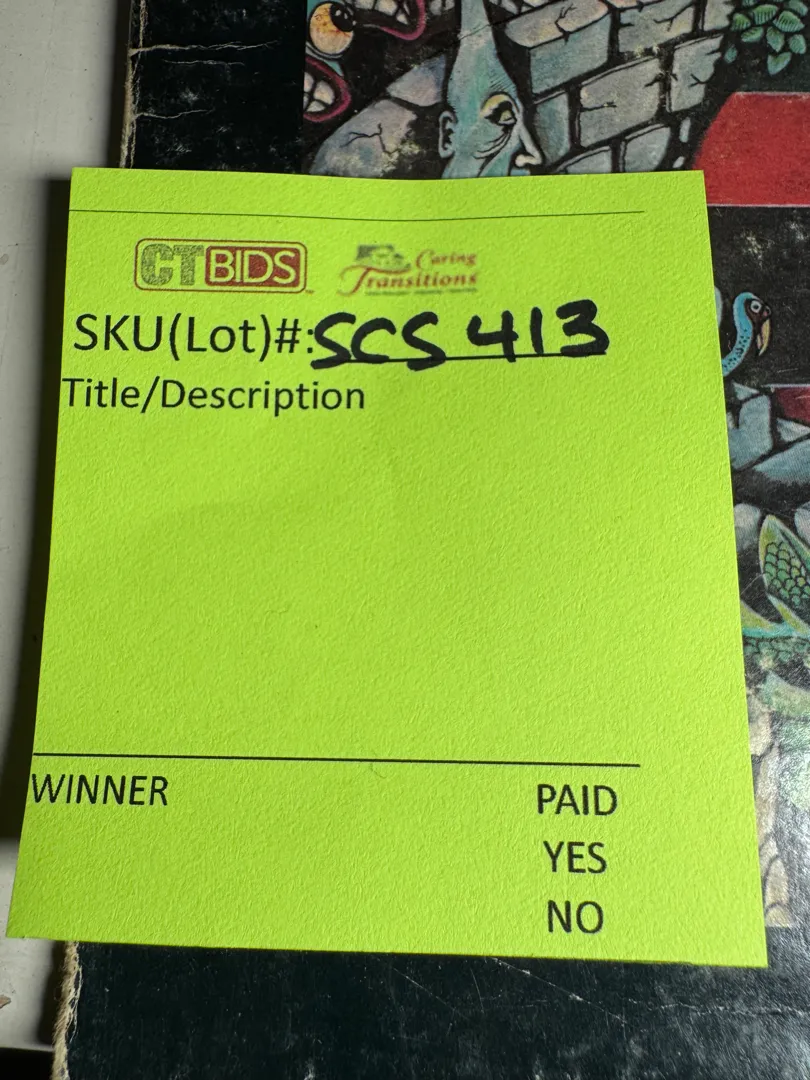 CTBIDS
Caring
Transitions
SKU(Lot)#:SCS 413
Title/Description
WINNER
PAID
YES
NO